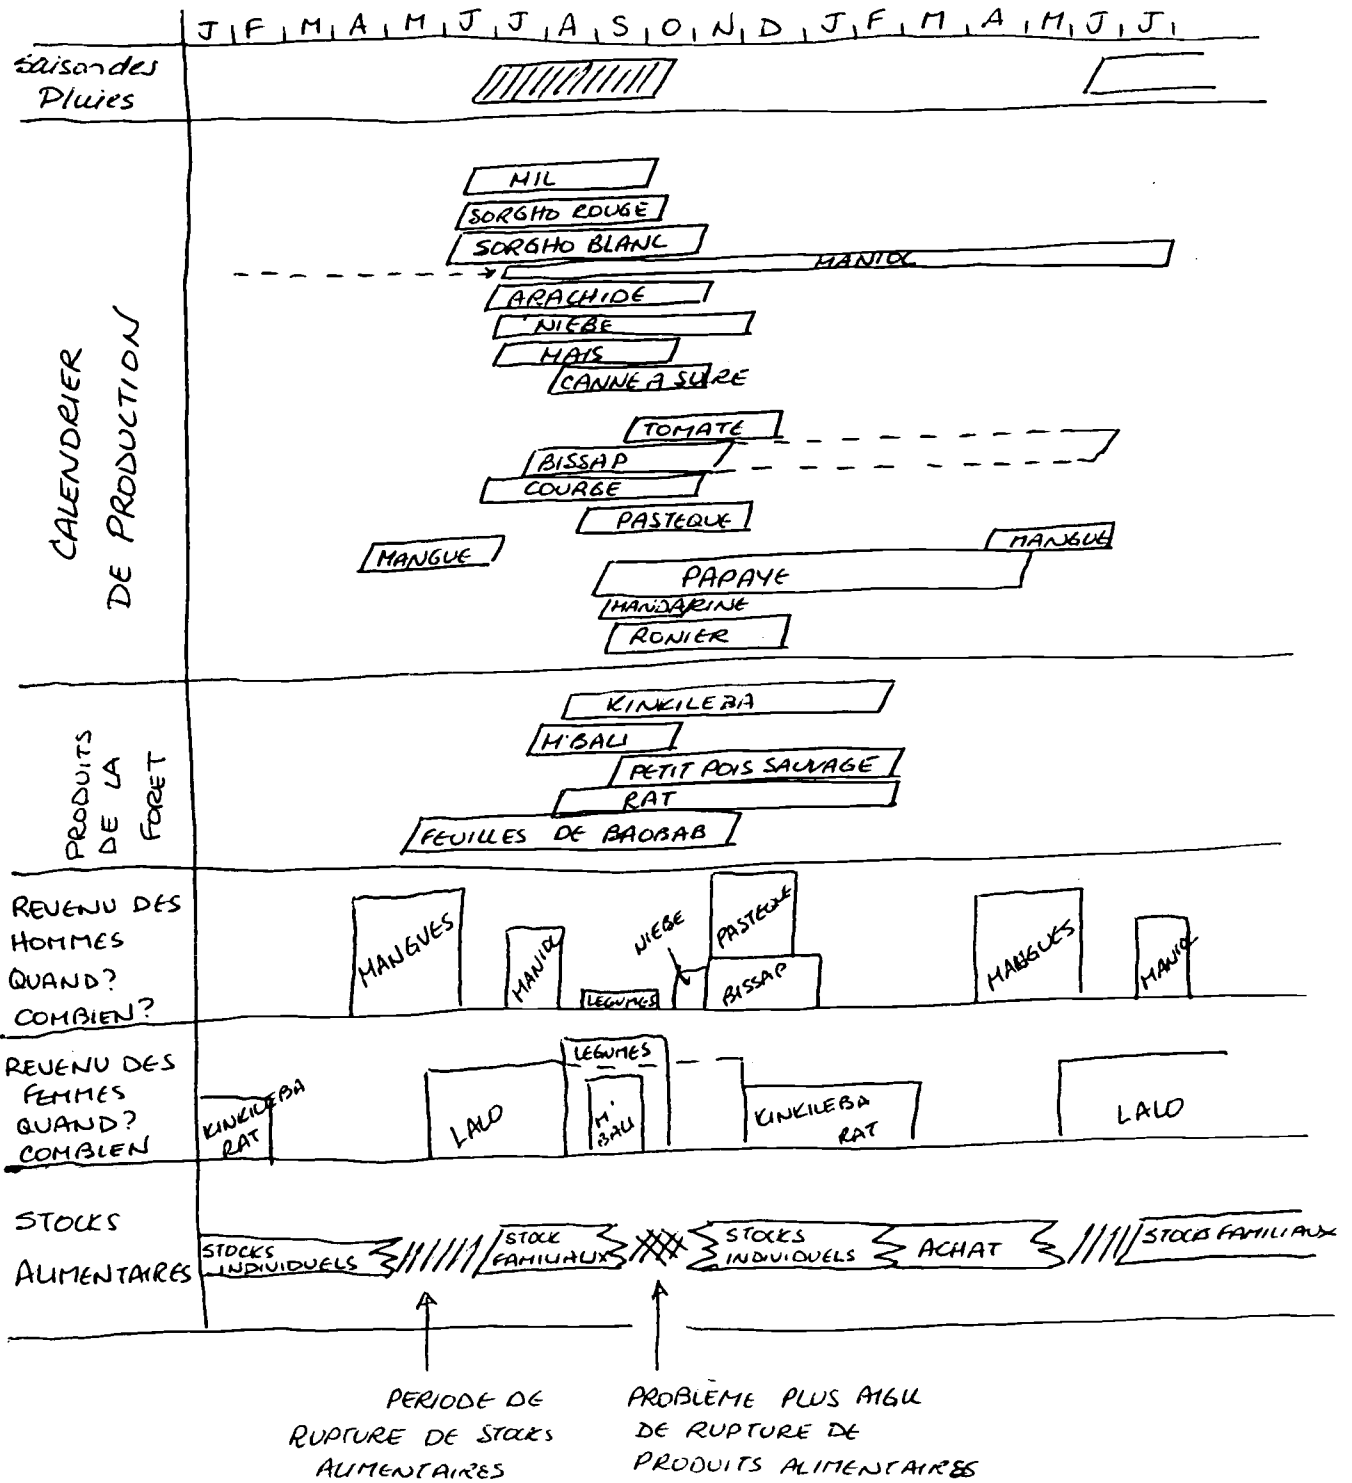 J F M A M J J A S O N D J F M A M J J
Saison des
Pluies
CALENDRIER
DE PRODUCTION
MIL
SORGHO ROUGE
SORGHO BLANC
MANIOC
ARACHIDE
NIEBE
MAIS
CANNE A SURE
TOMATE
BISSAP
COURGE
PASTEQUE
MANGUE
MANGUE
PAPAYE
MANDARINE
RONIER
PRODUITS
DE LA
FORET
KINKILEBA
M'BALI
PETIT POIS SAUVAGE
RAT
FEUILLES DE BAOBAB
REVENU DES
HOMMES
QUAND?
COMBIEN?
MANGUES
MANIOC
LEGUMES
NIEBE
PASTEQUE
BISSAP
MANGUES
MANIOC
REVENU DES
FEMMES
QUAND?
COMBIEN
KINKILEBA
RAT
LALO
LEGUMES
M'
BALI
KINKILEBA
RAT
LALO
STOCKS
ALIMENTAIRES
STOCKS
INDIVIDUELS
STOCK
FAMILIAUX
STOCKS
INDIVIDUELS
ACHAT
STOCKS FAMILIAUX
PERIODE DE
RUPTURE DE STOCKS
ALIMENTAIRES
PROBLÈME PLUS AIGU
DE RUPTURE DE
PRODUITS ALIMENTAIRES